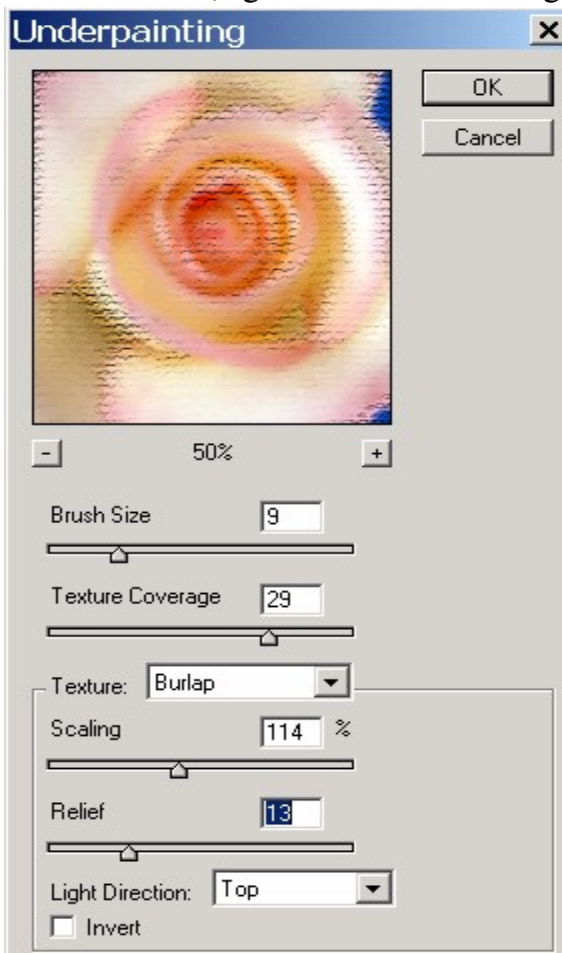 Underpainting
OK
Cancel
- 50% +
Brush Size 9
Texture Coverage 29
Texture: Burlap
Scaling 114 %
Relief 13
Light Direction: Top
Invert